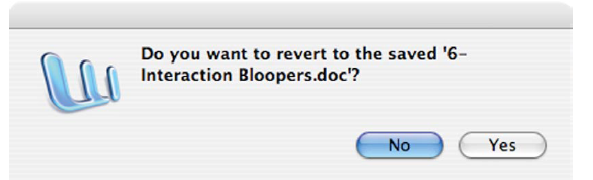 Do you want to revert to the saved '6-
Interaction Bloopers.doc'?
No Yes